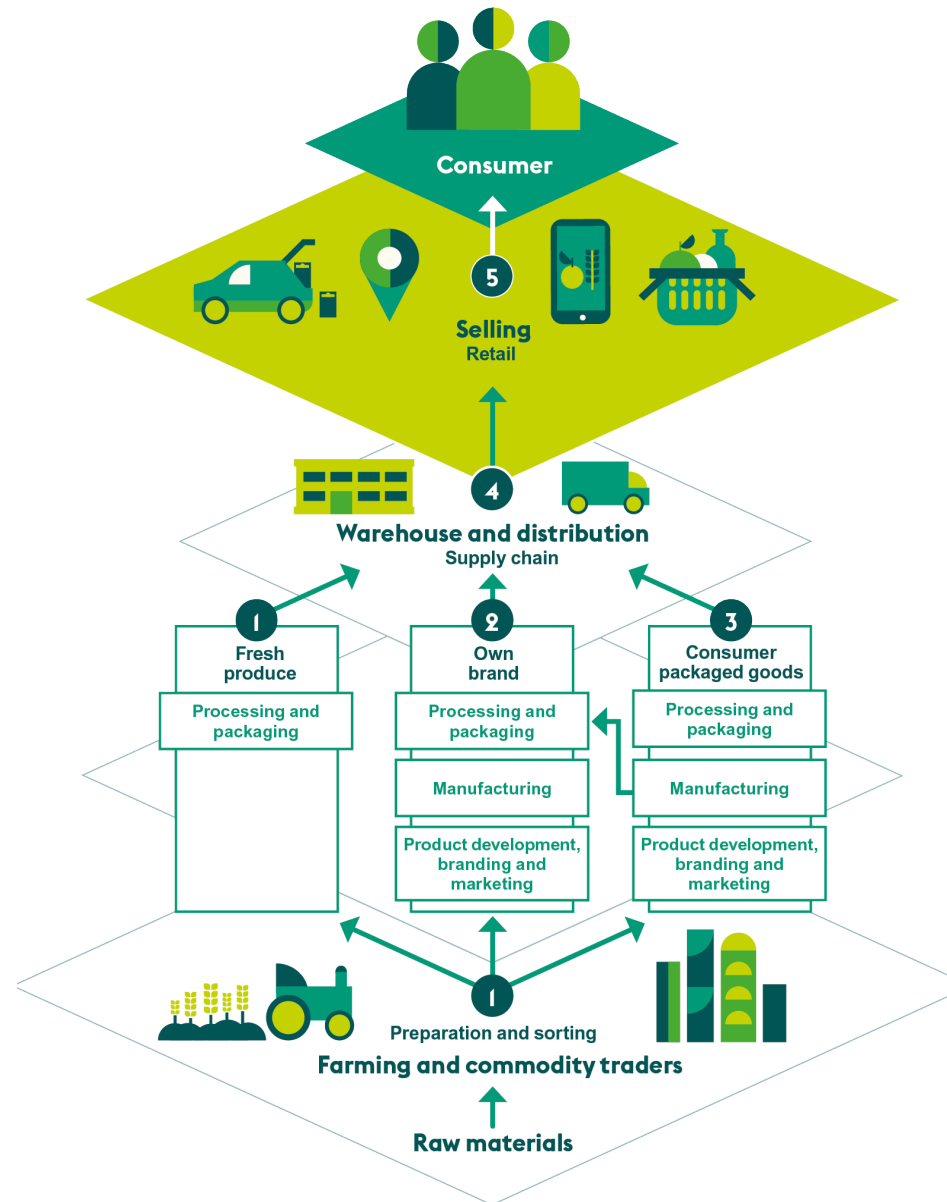 Consumer
5
Selling
Retail
4
Warehouse and distribution
Supply chain
1
Fresh
produce
Processing and
packaging
2
Own
brand
Processing and
packaging
Manufacturing
Product development,
branding and
marketing
3
Consumer
packaged goods
Processing and
packaging
Manufacturing
Product development,
branding and
marketing
1
Preparation and sorting
Farming and commodity traders
Raw materials